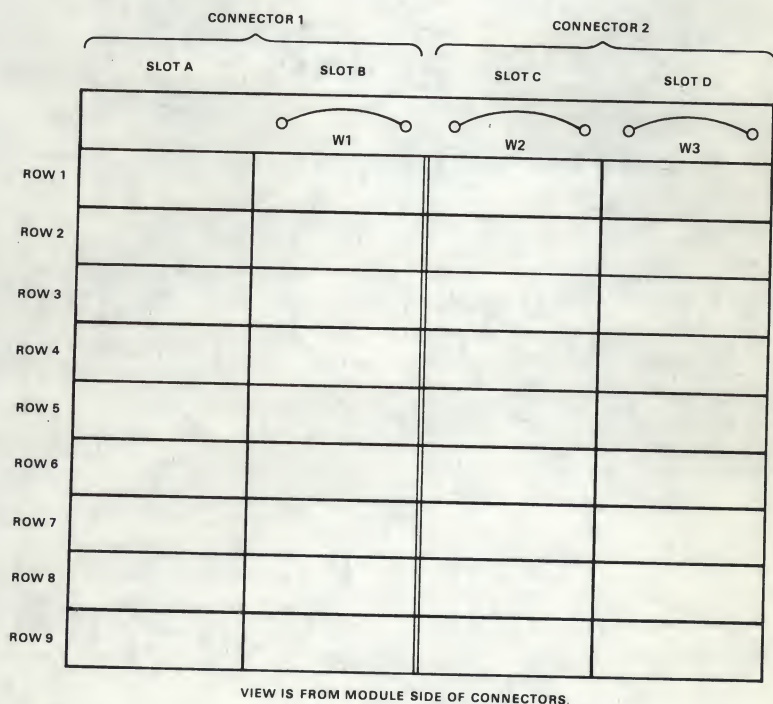 CONNECTOR 1 CONNECTOR 2
SLOT A SLOT B SLOT C SLOT D
W1 W2 W3
ROW 1
ROW 2
ROW 3
ROW 4
ROW 5
ROW 6
ROW 7
ROW 8
ROW 9
VIEW IS FROM MODULE SIDE OF CONNECTORS.